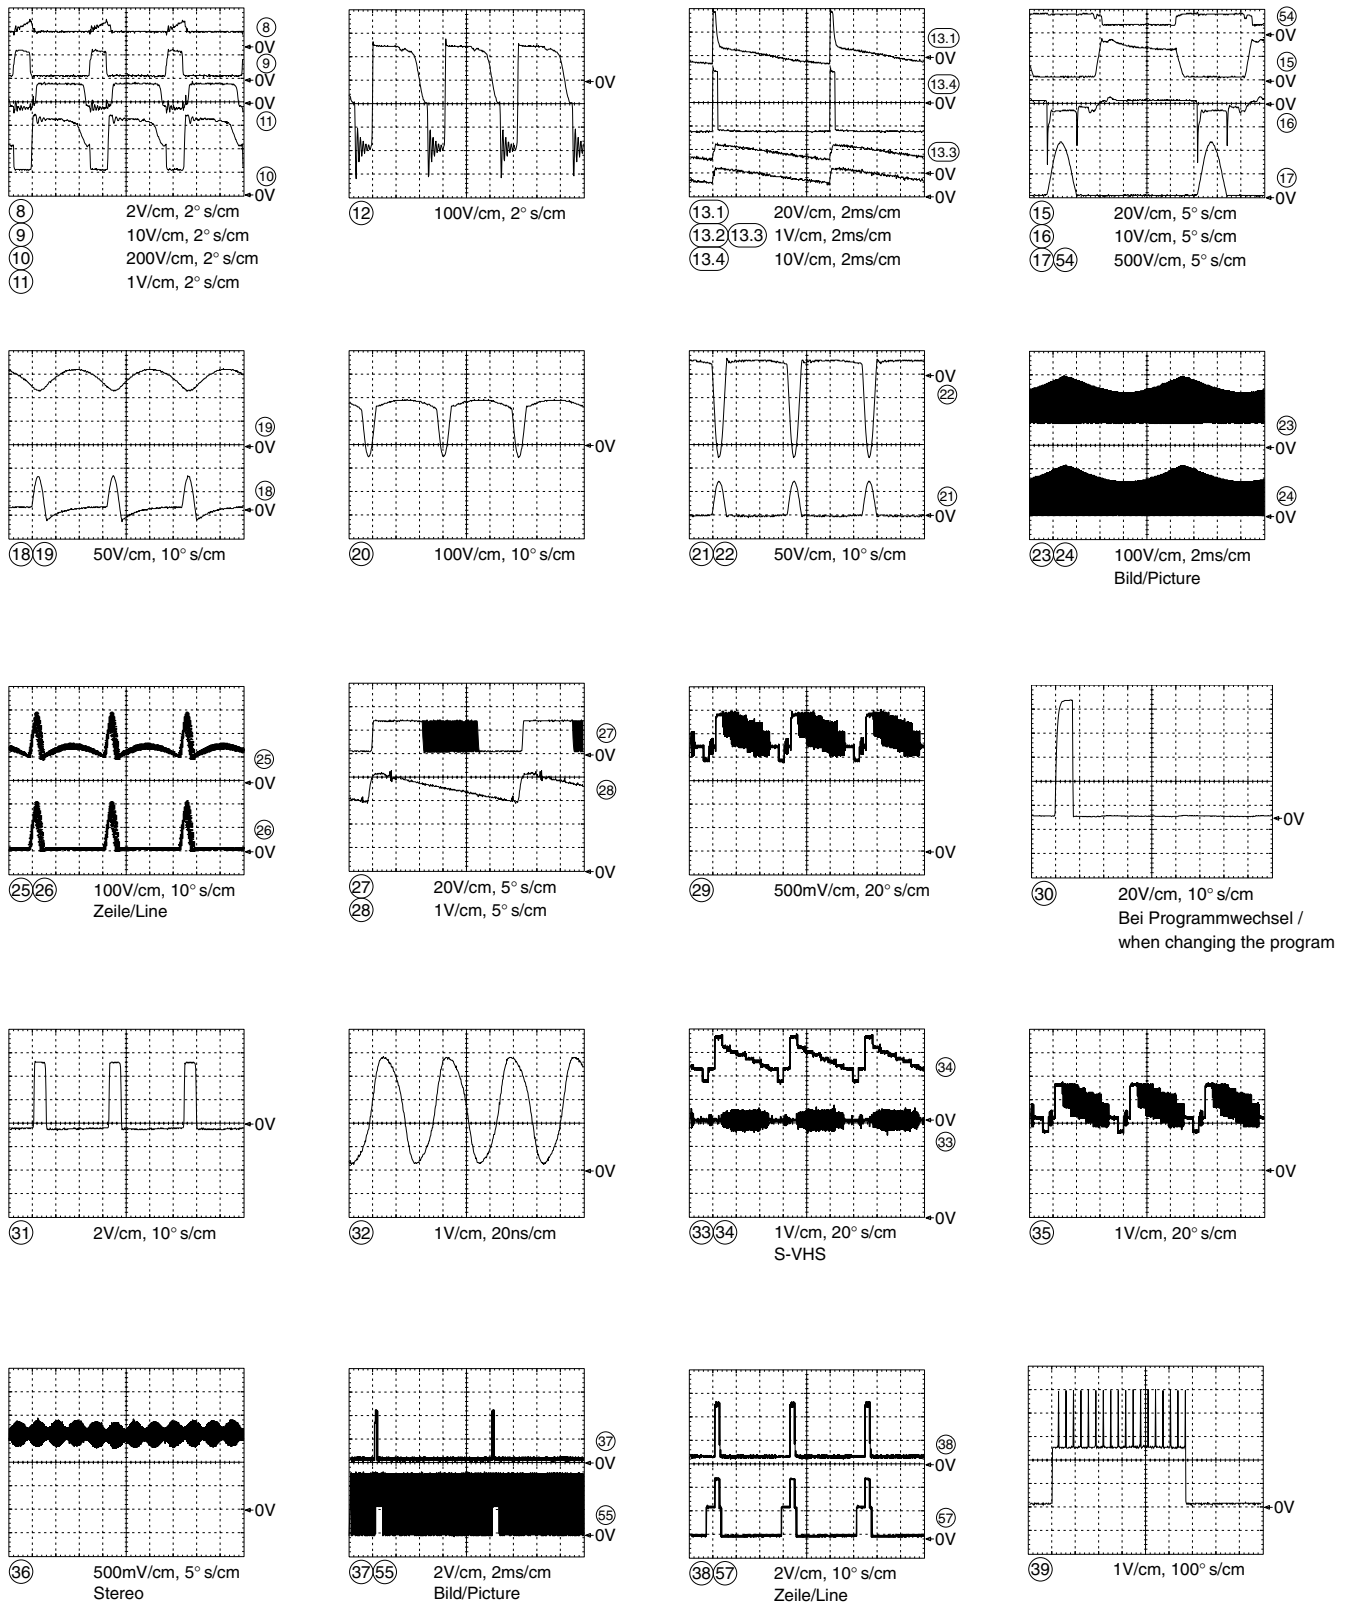 8
0V
9
0V
0V
11
10
0V
8 2V/cm, 2° s/cm
9 10V/cm, 2° s/cm
10 200V/cm, 2° s/cm
11 1V/cm, 2° s/cm
0V
12 100V/cm, 2° s/cm
13.1
0V
13.4
0V
13.3
0V
0V
13.1 20V/cm, 2ms/cm
13.2 13.3 1V/cm, 2ms/cm
13.4 10V/cm, 2ms/cm
54
0V
15
0V
0V
16
17
0V
15 20V/cm, 5° s/cm
16 10V/cm, 5° s/cm
17 54 500V/cm, 5° s/cm
19
0V
18
0V
18 19 50V/cm, 10° s/cm
0V
20 100V/cm, 10° s/cm
0V
22
21
0V
21 22 50V/cm, 10° s/cm
23
0V
24
0V
23 24 100V/cm, 2ms/cm
Bild/Picture
25
0V
26
0V
25 26 100V/cm, 10° s/cm
Zeile/Line
27
0V
28
0V
27 20V/cm, 5° s/cm
28 1V/cm, 5° s/cm
0V
29 500mV/cm, 20° s/cm
0V
30 20V/cm, 10° s/cm
Bei Programmwechsel /
when changing the program
0V
31 2V/cm, 10° s/cm
0V
32 1V/cm, 20ns/cm
34
0V
33
0V
33 34 1V/cm, 20° s/cm
S-VHS
0V
35 1V/cm, 20° s/cm
0V
36 500mV/cm, 5° s/cm
Stereo
37
0V
55
0V
37 55 2V/cm, 2ms/cm
Bild/Picture
38
0V
57
0V
38 57 2V/cm, 10° s/cm
Zeile/Line
0V
39 1V/cm, 100° s/cm